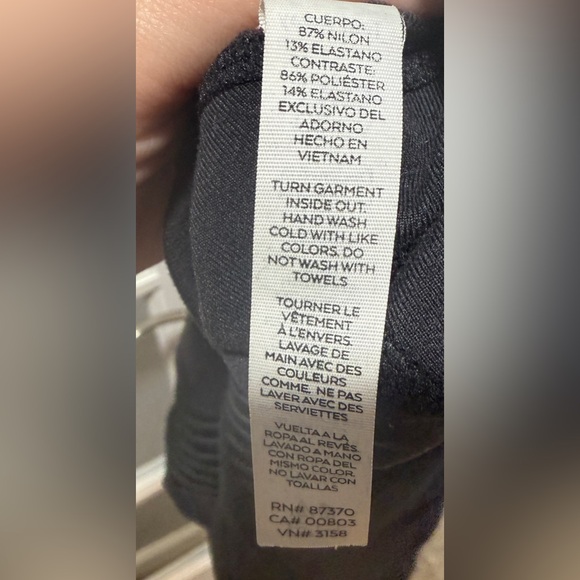 CUERPO:
87% NILON
13% ELASTANO
CONTRASTE:
86% POLIÉSTER
14% ELASTANO
EXCLUSIVO DEL
ADORNO
HECHO EN
VIETNAM
TURN GARMENT
INSIDE OUT.
HAND WASH
COLD WITH LIKE
COLORS. DO
NOT WASH WITH
TOWELS
TOURNER LE
VÊTEMENT
À L'ENVERS.
LAVAGE DE
MAIN AVEC DES
COULEURS
COMME. NE PAS
LAVER AVEC DES
SERVIETTES
VUELTA A LA
ROPA AL REVÉS.
LAVADO A MANO
CON ROPA DEL
MISMO COLOR.
NO LAVAR CON
TOALLAS
RN# 87370
CA# 00803
VN# 3158